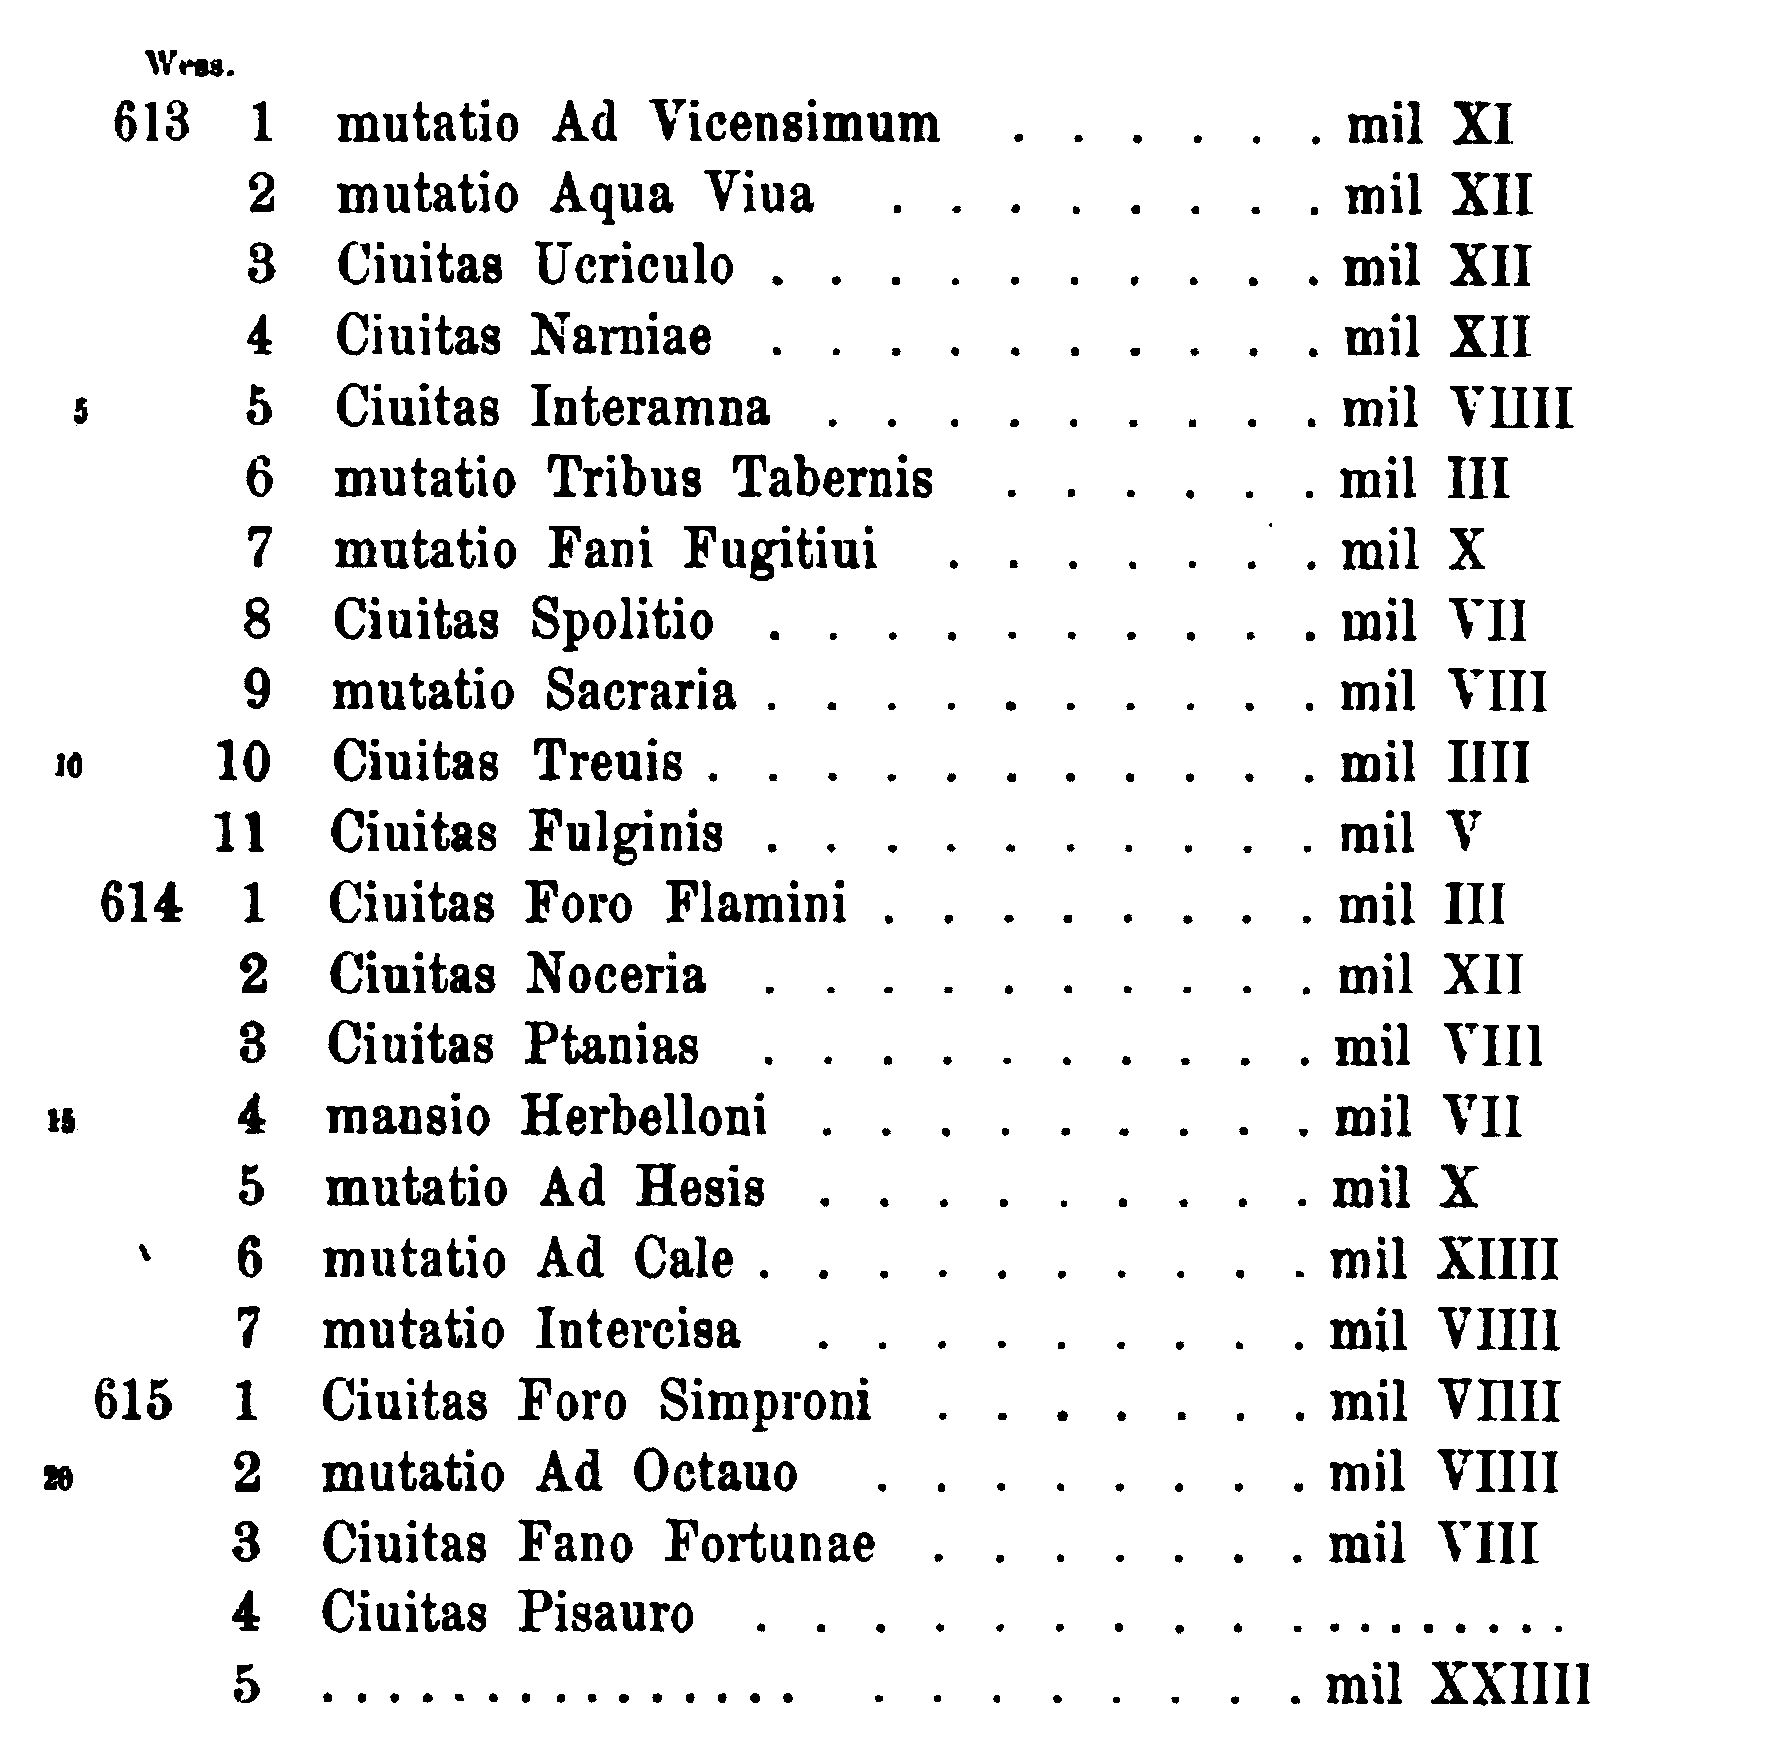 Wess.
613 1 mutatio Ad Vicensimum . . . . . . mil XI
2 mutatio Aqua Viua . . . . . . . . mil XII
3 Ciuitas Ucriculo . . . . . . . . . . mil XII
4 Ciuitas Narniae . . . . . . . . . . mil XII
5 5 Ciuitas Interamna . . . . . . . . . mil VIIII
6 mutatio Tribus Tabernis . . . . . . mil III
7 mutatio Fani Fugitiui . . . . . . . mil X
8 Ciuitas Spolitio . . . . . . . . . . mil VII
9 mutatio Sacraria . . . . . . . . . . mil VIII
10 10 Ciuitas Treuis . . . . . . . . . . . mil IIII
11 Ciuitas Fulginis . . . . . . . . . . mil V
614 1 Ciuitas Foro Flamini . . . . . . . . mil III
2 Ciuitas Noceria . . . . . . . . . . mil XII
3 Ciuitas Ptanias . . . . . . . . . . mil VIII
15 4 mansio Herbelloni . . . . . . . . . mil VII
5 mutatio Ad Hesis . . . . . . . . . mil X
6 mutatio Ad Cale . . . . . . . . . . mil XIIII
7 mutatio Intercisa . . . . . . . . . mil VIIII
615 1 Ciuitas Foro Simproni . . . . . . . mil VIIII
20 2 mutatio Ad Octauo . . . . . . . . mil VIIII
3 Ciuitas Fano Fortunae . . . . . . . mil VIII
4 Ciuitas Pisauro . . . . . . . . . . . . . . . . . .
5 . . . . . . . . . . . . . . . . . . . . . . . mil XXIIII